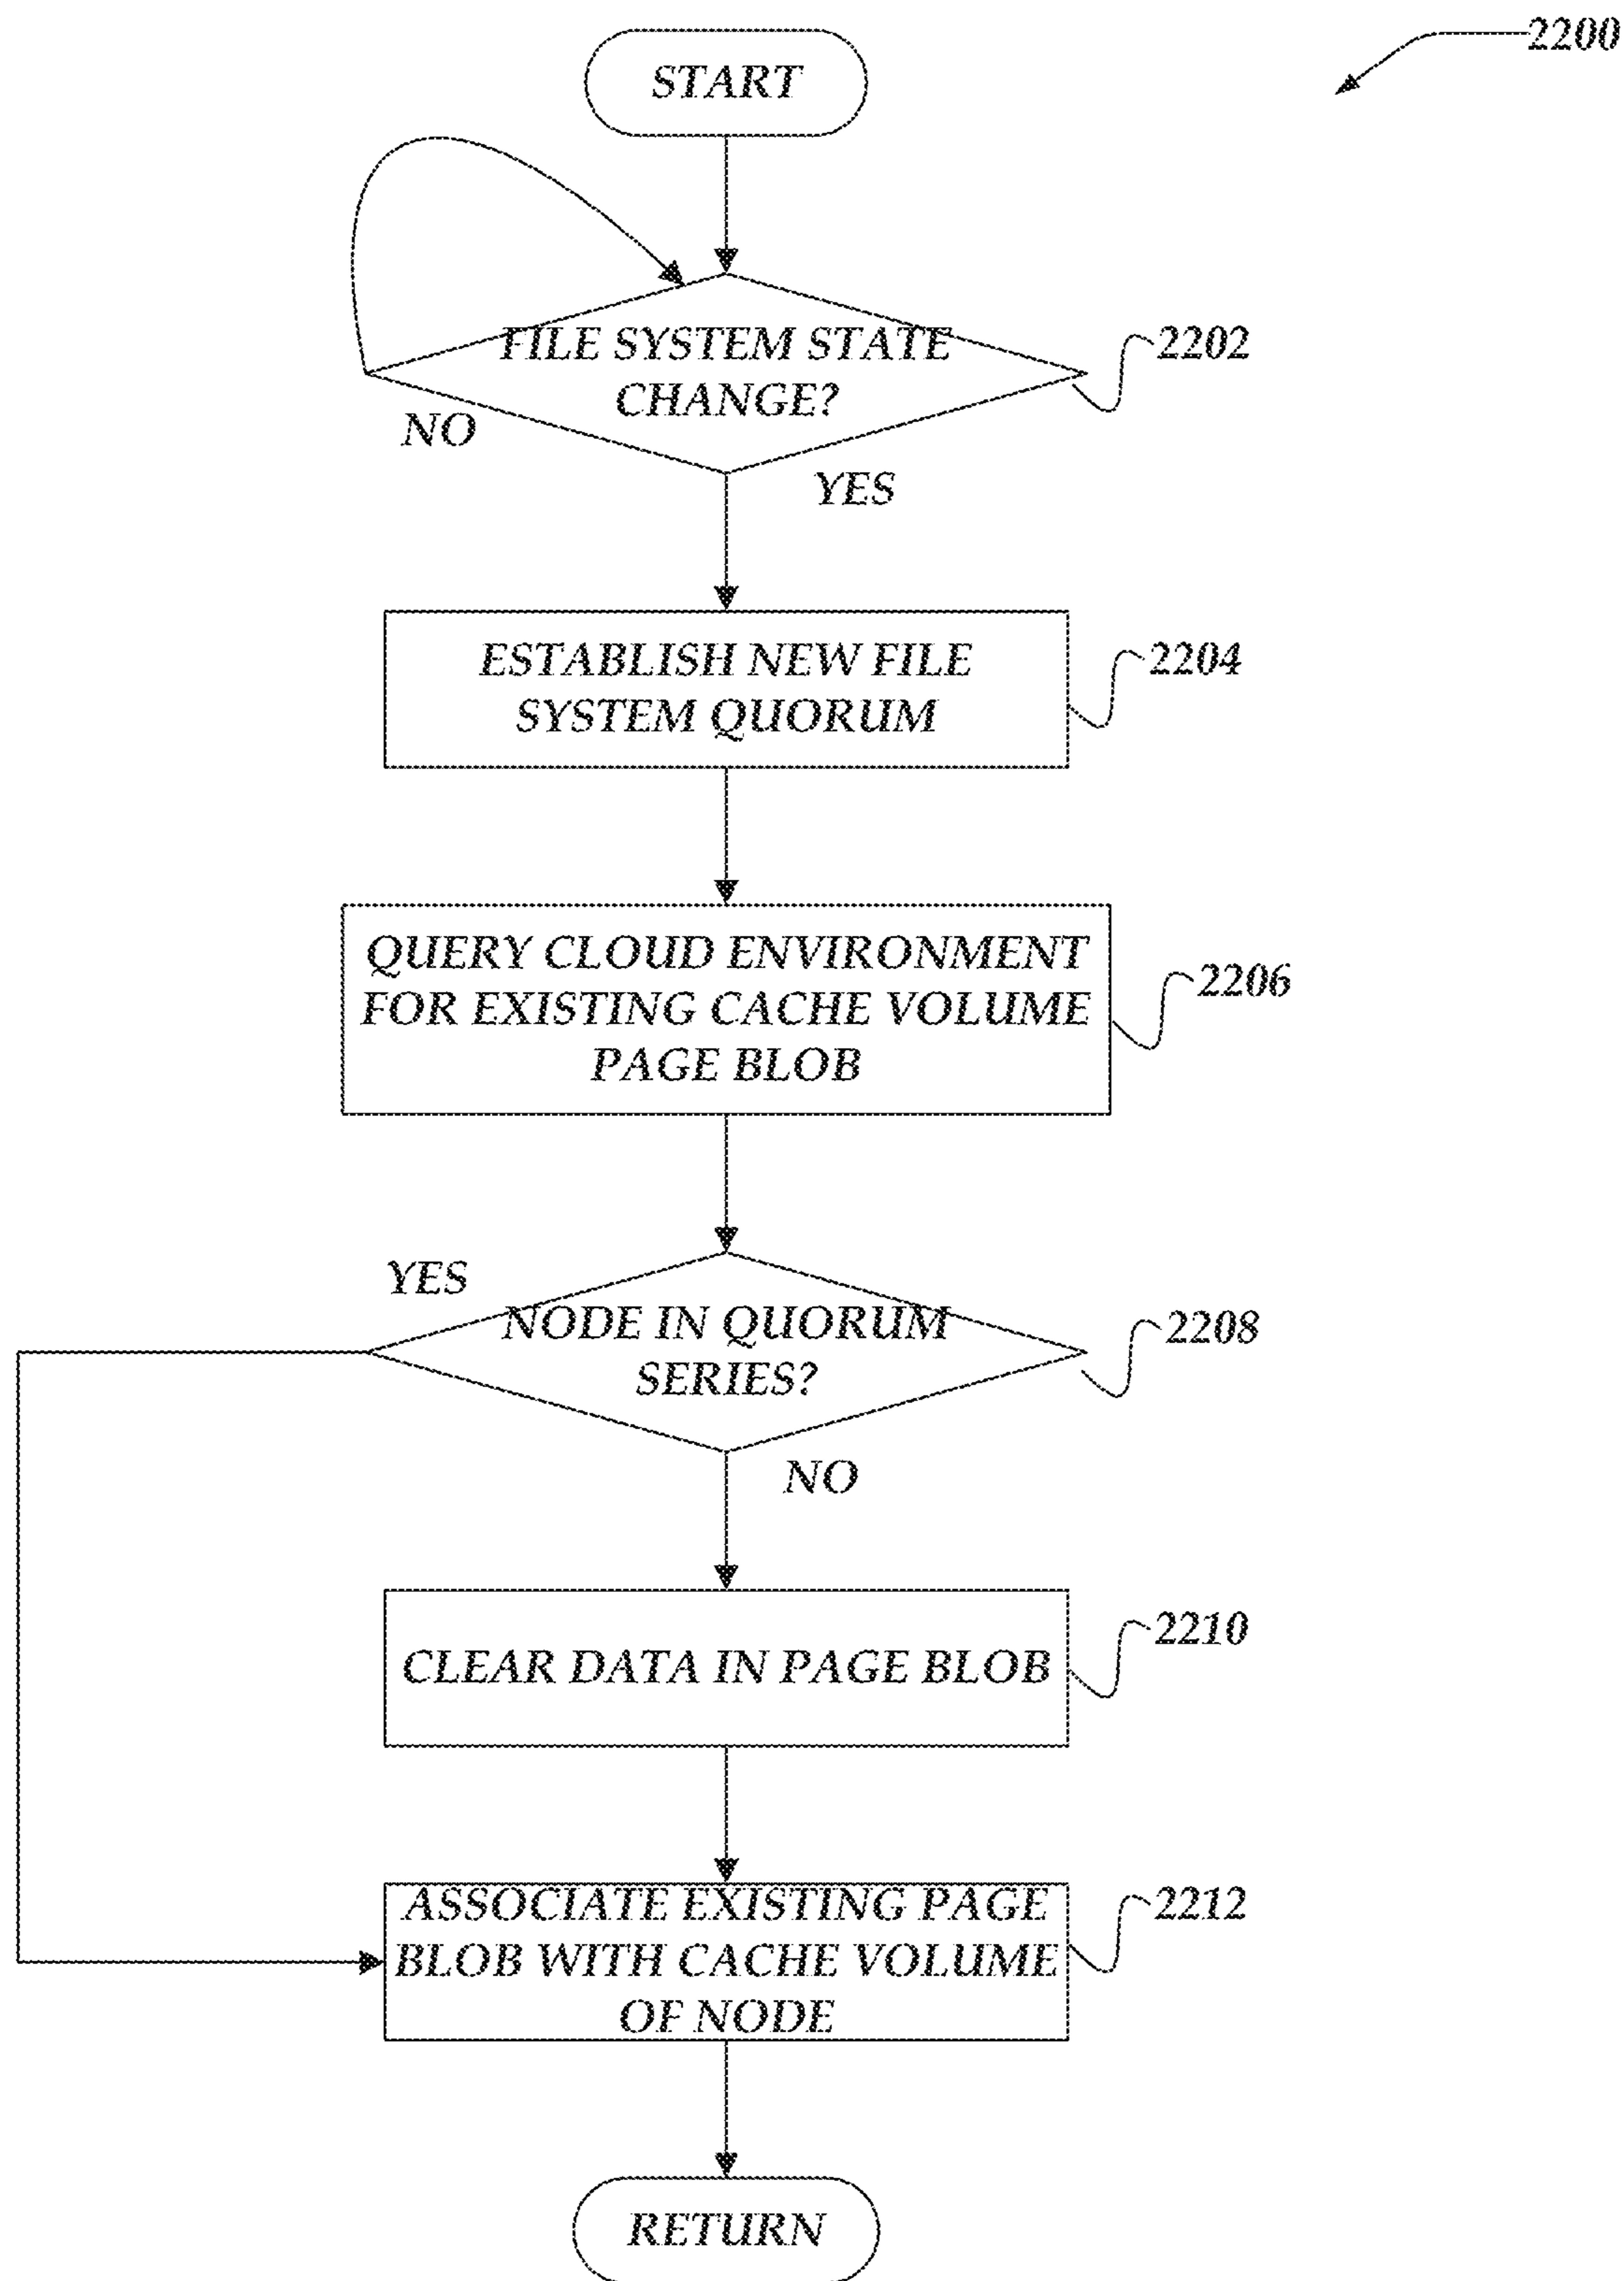 2200
START
FILE SYSTEM STATE
CHANGE?
2202
NO
YES
ESTABLISH NEW FILE
SYSTEM QUORUM
2204
QUERY CLOUD ENVIRONMENT
FOR EXISTING CACHE VOLUME
PAGE BLOB
2206
YES
NODE IN QUORUM
SERIES?
2208
NO
CLEAR DATA IN PAGE BLOB
2210
ASSOCIATE EXISTING PAGE
BLOB WITH CACHE VOLUME
OF NODE
2212
RETURN